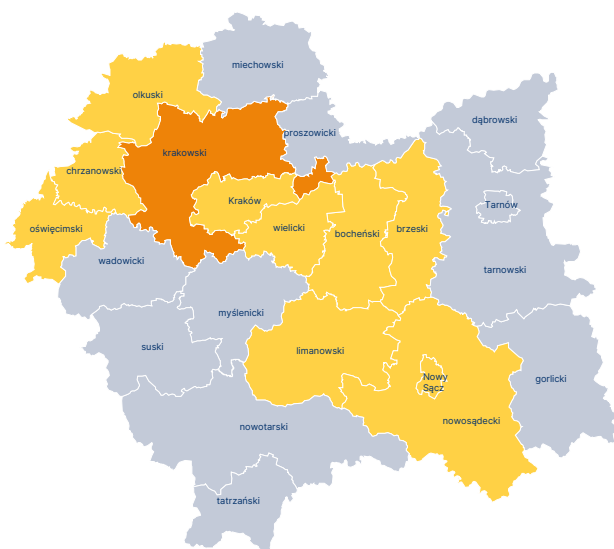 miechowski
olkuski
dąbrowski
proszowicki
krakowski
chrzanowski
Kraków
Tarnów
oświęcimski
wielicki
bocheński
brzeski
wadowicki
tarnowski
myślenicki
suski
limanowski
Nowy
Sącz
gorlicki
nowosądecki
nowotarski
tatrzański